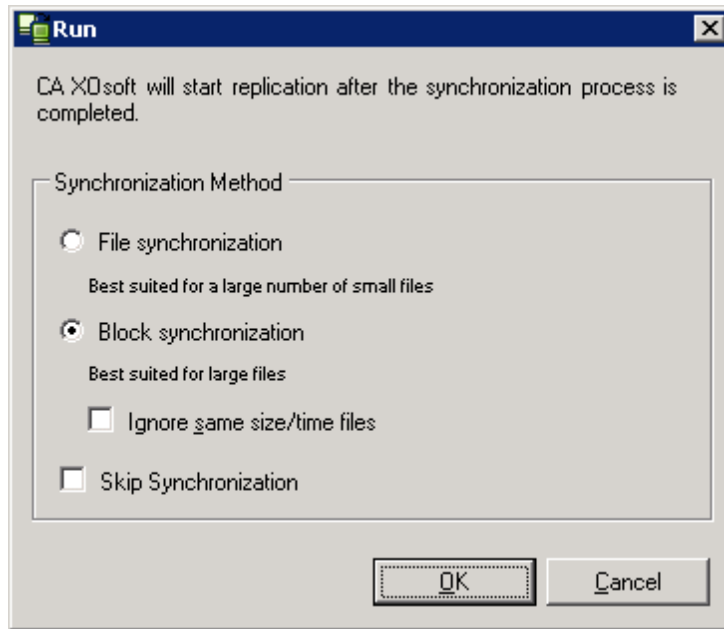 Run
CA XOsoft will start replication after the synchronization process is
completed.
Synchronization Method
File synchronization
Best suited for a large number of small files
Block synchronization
Best suited for large files
Ignore same size/time files
Skip Synchronization
OK
Cancel